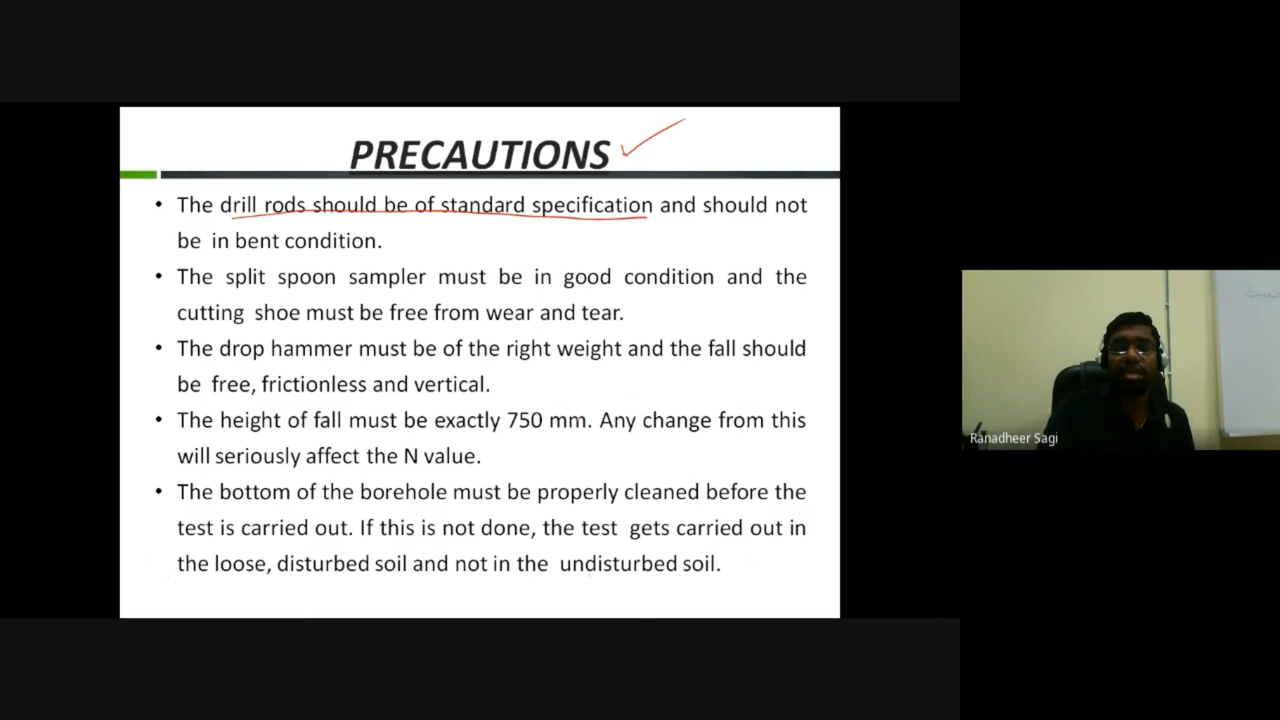 PRECAUTIONS
• The drill rods should be of standard specification and should not
be in bent condition.
• The split spoon sampler must be in good condition and the
cutting shoe must be free from wear and tear.
• The drop hammer must be of the right weight and the fall should
be free, frictionless and vertical.
• The height of fall must be exactly 750 mm. Any change from this
will seriously affect the N value.
• The bottom of the borehole must be properly cleaned before the
test is carried out. If this is not done, the test gets carried out in
the loose, disturbed soil and not in the undisturbed soil.
Ranadheer Sagi